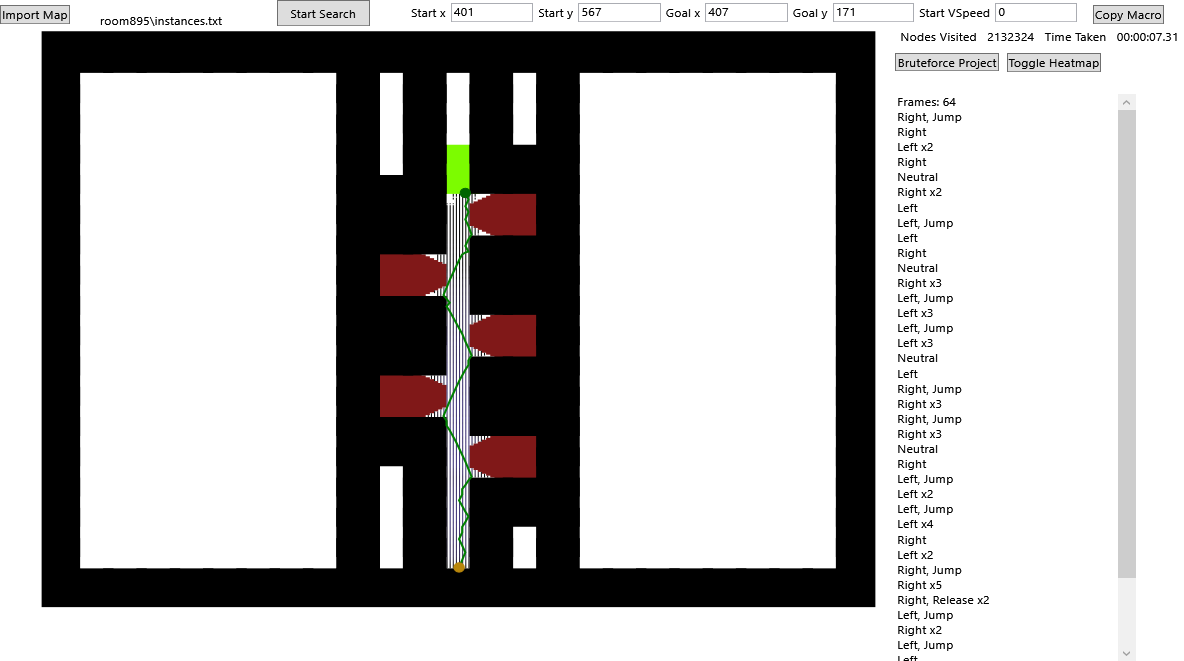 Import Map
room895\instances.txt
Start Search
Start x 401 Start y 567 Goal x 407 Goal y 171 Start VSpeed 0
Copy Macro
Nodes Visited 2132324 Time Taken 00:00:07.31
Bruteforce Project Toggle Heatmap
Frames: 64
Right, Jump
Right
Left x2
Right
Neutral
Right x2
Left
Left, Jump
Left
Right
Neutral
Right x3
Left, Jump
Left x3
Left, Jump
Left x3
Neutral
Left
Right, Jump
Right x3
Right, Jump
Right x3
Neutral
Right
Left, Jump
Left x2
Left, Jump
Left x4
Right
Left x2
Right, Jump
Right x5
Right, Release x2
Left, Jump
Right x2
Left, Jump
Left